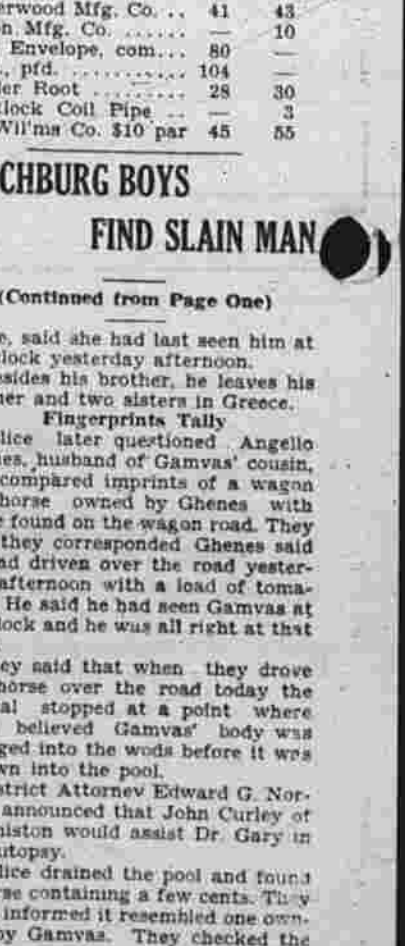 erwood Mfg. Co. .. 41 43
n Mfg. Co. ...... — 10
Envelope, com... 80 —
., pfd. ............ 104 —
er Root ......... 28 30
lock Coil Pipe .. — 3
Wil'ms Co. $10 par 45 55
CHBURG BOYS
FIND SLAIN MAN
(Continued from Page One)
e, said she had last seen him at
lock yesterday afternoon.
esides his brother, he leaves his
her and two sisters in Greece.
Fingerprints Tally
lice later questioned Angello
es, husband of Gamvas' cousin,
compared imprints of a wagon
horse owned by Ghenes with
e found on the wagon road. They
they corresponded Ghenes said
ad driven over the road yester-
afternoon with a load of toma-
He said he had seen Gamvas at
lock and he was all right at that
ey said that when they drove
horse over the road today the
al stopped at a point where
believed Gamvas' body was
ged into the wods before it was
wn into the pool.
strict Attorney Edward G. Nor-
announced that John Curley of
niston would assist Dr. Gary in
utopsy.
lice drained the pool and found
rse containing a few cents. They
informed it resembled one own-
by Gamvas. They checked the